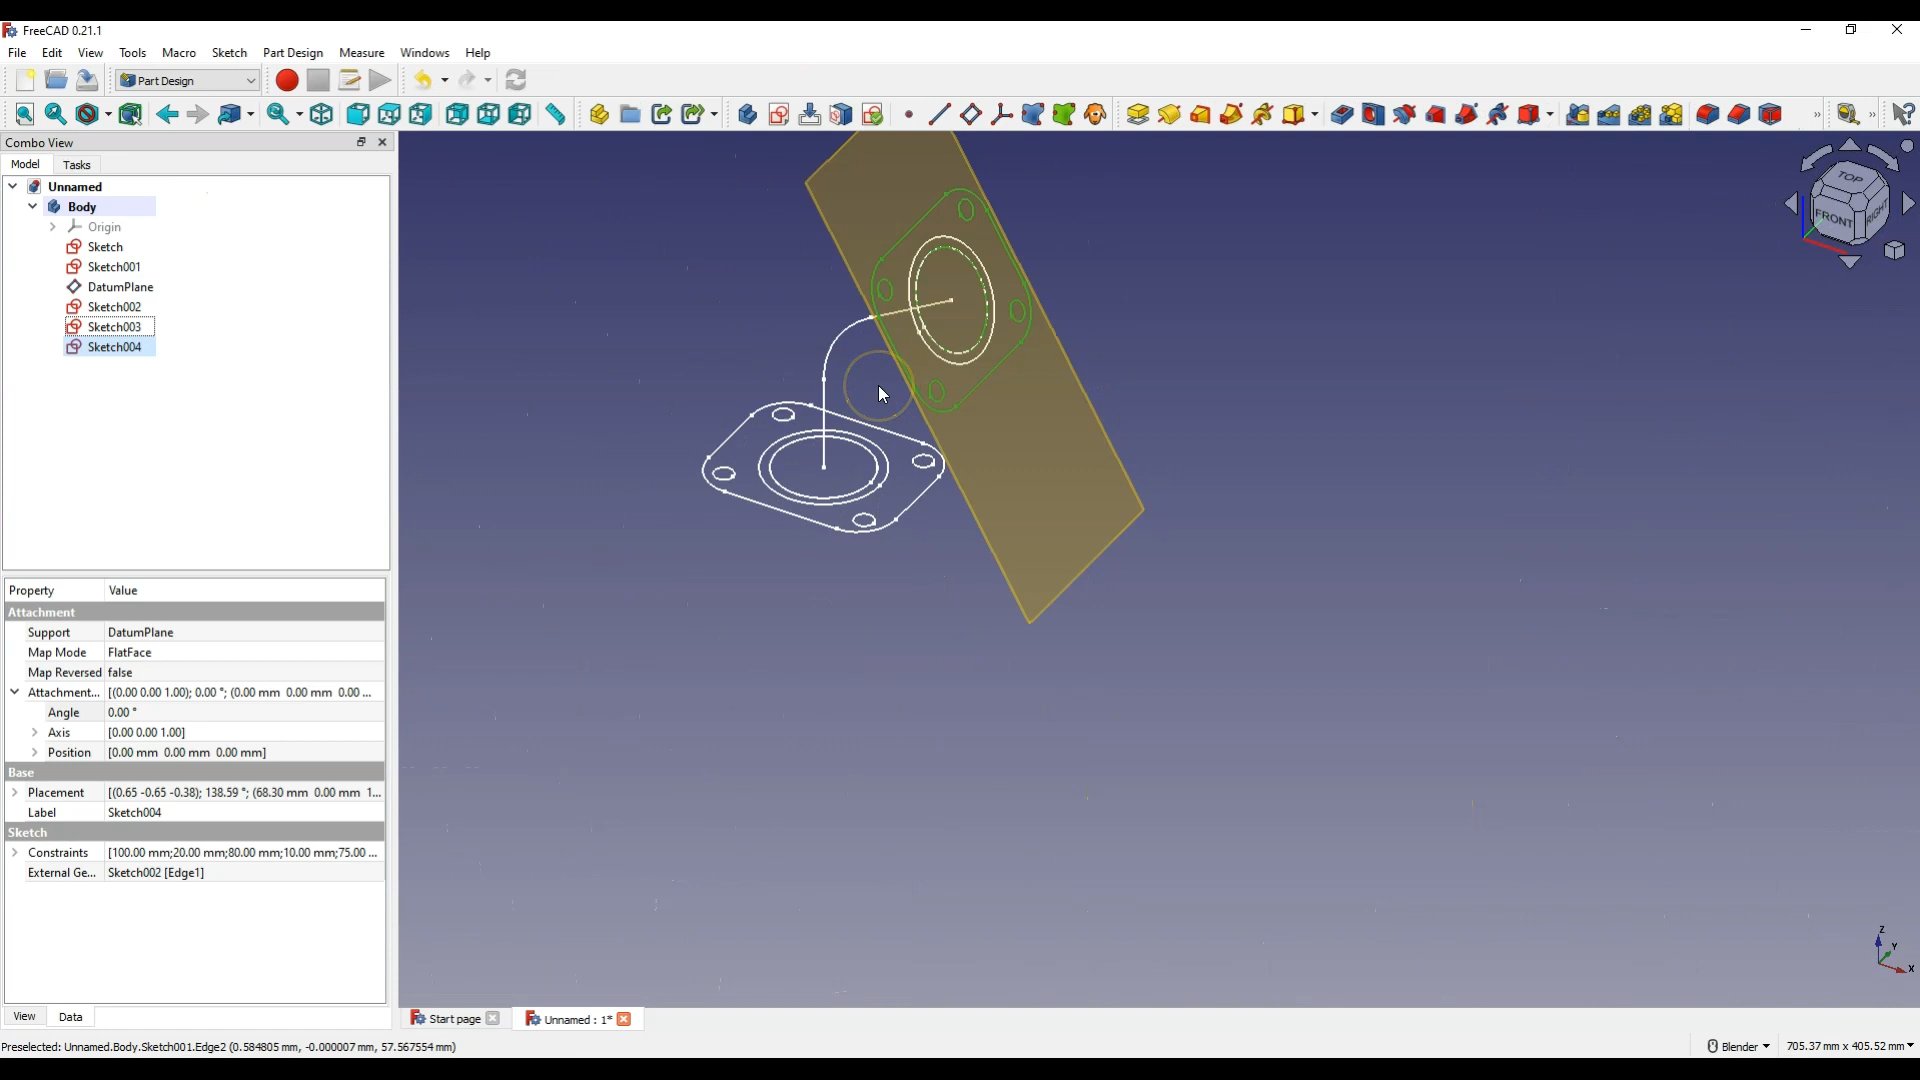 FreeCAD 0.21.1
File Edit View Tools Macro Sketch Part Design Measure Windows Help
Part Design
Combo View
Model Tasks
Unnamed
Body
Origin
Sketch
Sketch001
DatumPlane
Sketch002
Sketch003
Sketch004
TOP
FRONT
RIGHT
Property Value
Attachment
Support DatumPlane
Map Mode FlatFace
Map Reversed false
Attachment... [(0.00 0.00 1.00); 0.00 °; (0.00 mm 0.00 mm 0.00 ...
Angle 0.00 °
Axis [0.00 0.00 1.00]
Position [0.00 mm 0.00 mm 0.00 mm]
Base
Placement [(0.65 -0.65 -0.38); 138.59 °; (68.30 mm 0.00 mm 1...
Label Sketch004
Sketch
Constraints [100.00 mm;20.00 mm;80.00 mm;10.00 mm;75.00 ...
External Ge... Sketch002 [Edge1]
Z
Y
X
View Data
Start page
Unnamed : 1*
Preselected: Unnamed.Body.Sketch001.Edge2 (0.584805 mm, -0.000007 mm, 57.567554 mm)
Blender
705.37 mm x 405.52 mm